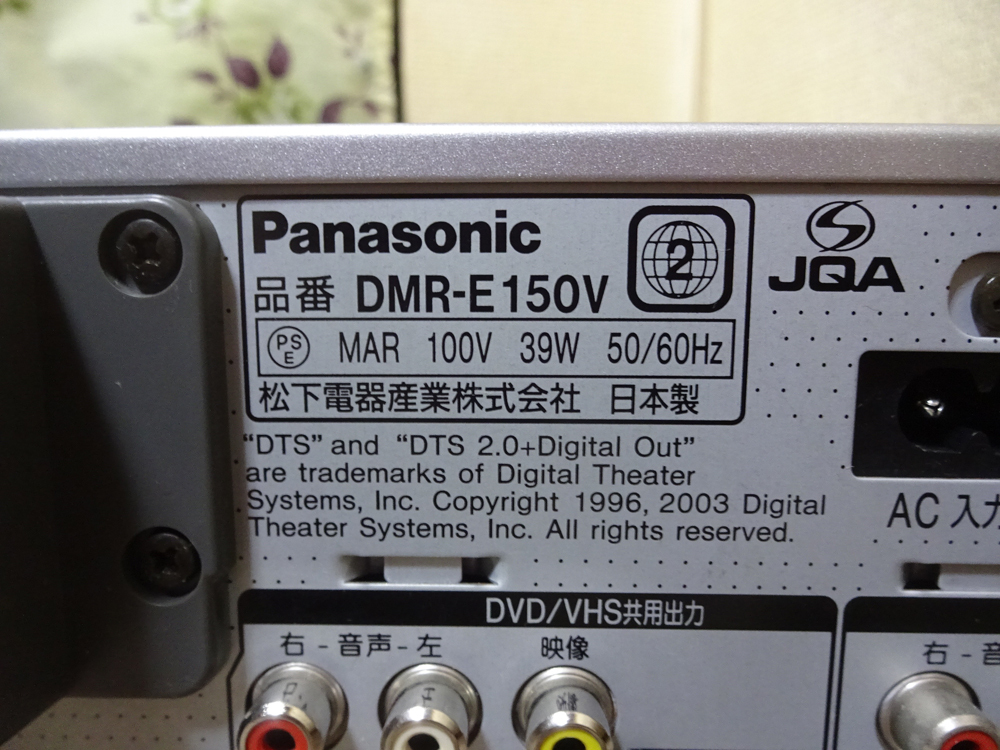 Panasonic
2
JQA
品番 DMR-E150V
PS E MAR 100V 39W 50/60Hz
松下電器産業株式会社 日本製
"DTS" and "DTS 2.0+Digital Out"
are trademarks of Digital Theater
Systems, Inc. Copyright 1996, 2003 Digital
Theater Systems, Inc. All rights reserved.
AC 入力
DVD/VHS共用出力
右 - 音声 - 左 映像
右 - 音